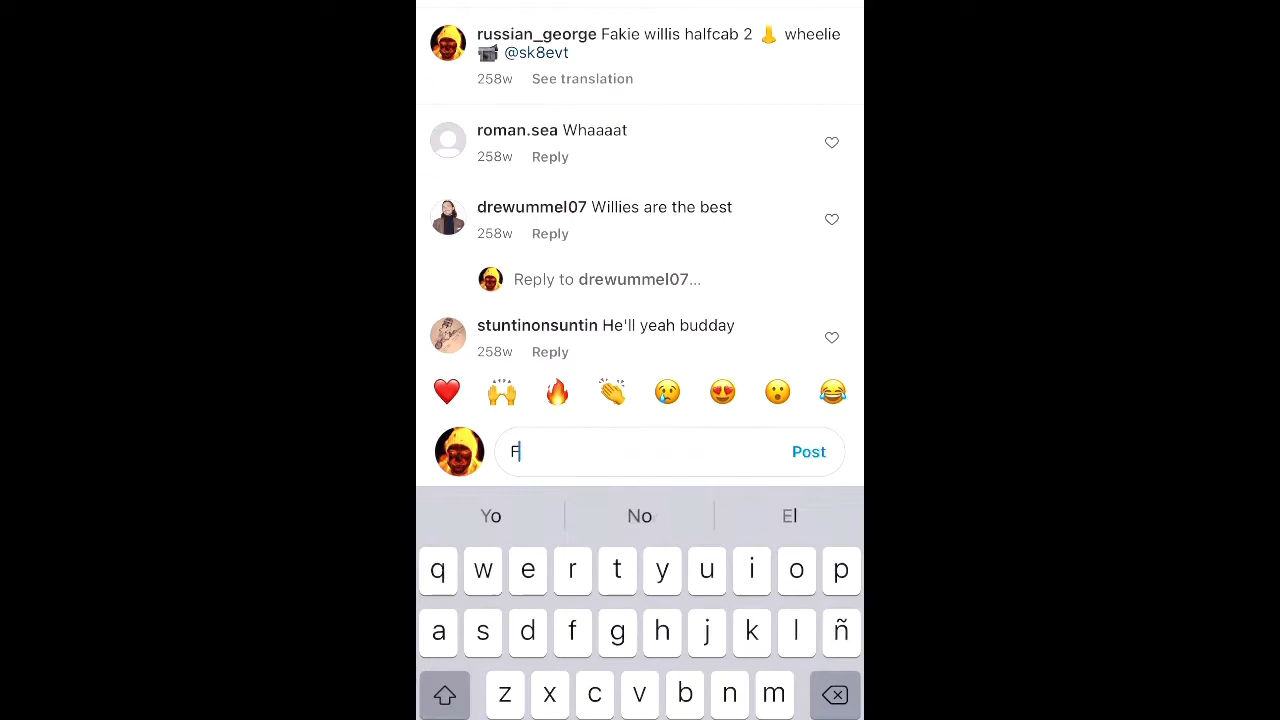 russian_george Fakie willis halfcab 2 👃 wheelie
📹 @sk8evt
258w See translation
roman.sea Whaaaat
258w Reply
drewummel07 Willies are the best
258w Reply
Reply to drewummel07...
stuntinonsuntin He'll yeah budday
258w Reply
❤️ 🙌 🔥 👏 😢 😍 😮 😂
F Post
Yo No El
q w e r t y u i o p
a s d f g h j k l ñ
z x c v b n m